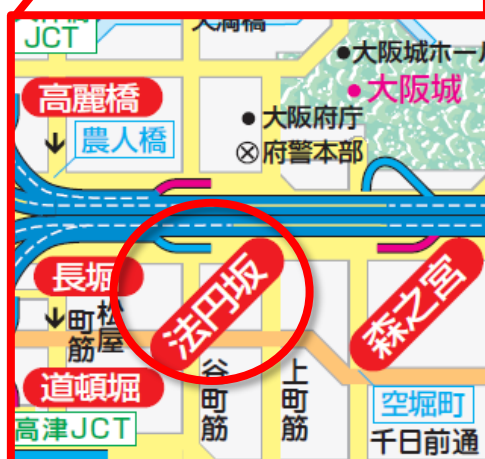 JCT
天満橋
大阪城ホール
高麗橋
大阪城
大阪府庁
農人橋
府警本部
法円坂
森之宮
長堀
松屋
町筋
道頓堀
谷町筋
上町筋
空堀町
高津JCT
千日前通